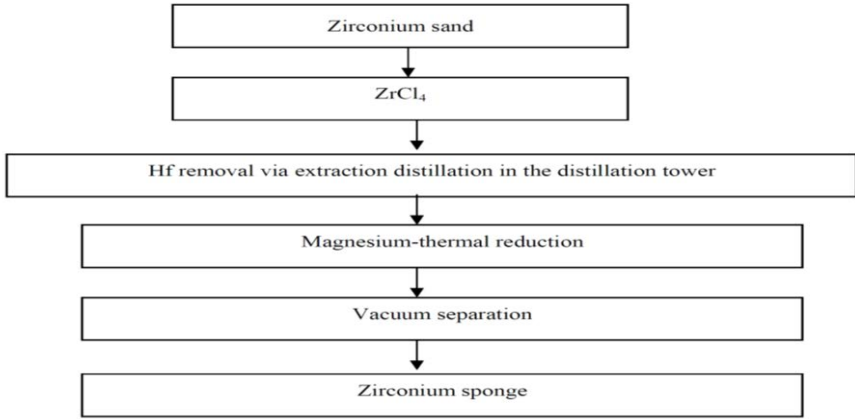 Zirconium sand
ZrCl₄
Hf removal via extraction distillation in the distillation tower
Magnesium-thermal reduction
Vacuum separation
Zirconium sponge